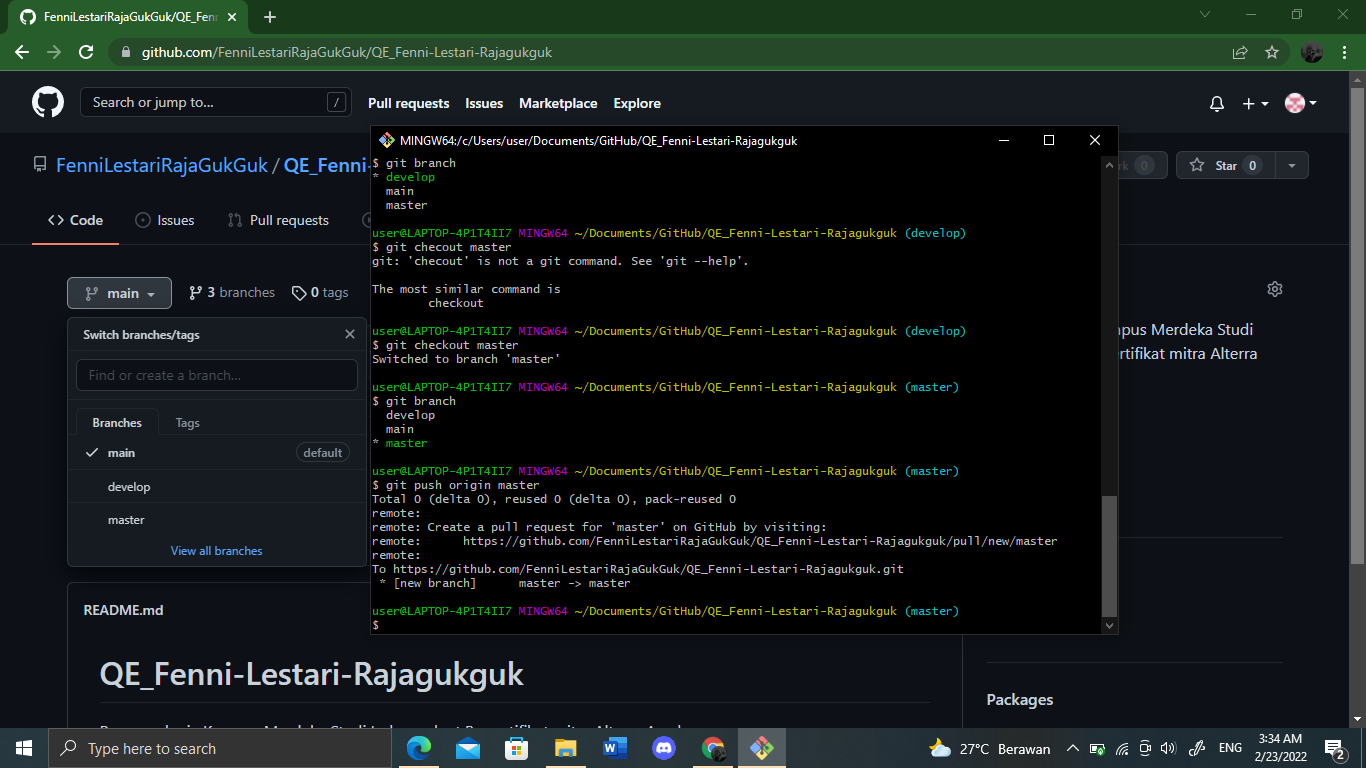 FenniLestariRajaGukGuk/QE_Fenn
github.com/FenniLestariRajaGukGuk/QE_Fenni-Lestari-Rajagukguk
Search or jump to...
/
Pull requests
Issues
Marketplace
Explore
FenniLestariRajaGukGuk / QE_Fenni-
Star 0
0
Code
Issues
Pull requests
main
3 branches
0 tags
Switch branches/tags
Find or create a branch...
Branches
Tags
main
default
develop
master
View all branches
MINGW64:/c/Users/user/Documents/GitHub/QE_Fenni-Lestari-Rajagukguk
$ git branch
* develop
main
master
user@LAPTOP-4P1T4II7 MINGW64 ~/Documents/GitHub/QE_Fenni-Lestari-Rajagukguk (develop)
$ git checout master
git: 'checout' is not a git command. See 'git --help'.
The most similar command is
checkout
user@LAPTOP-4P1T4II7 MINGW64 ~/Documents/GitHub/QE_Fenni-Lestari-Rajagukguk (develop)
$ git checkout master
Switched to branch 'master'
user@LAPTOP-4P1T4II7 MINGW64 ~/Documents/GitHub/QE_Fenni-Lestari-Rajagukguk (master)
$ git branch
develop
main
* master
user@LAPTOP-4P1T4II7 MINGW64 ~/Documents/GitHub/QE_Fenni-Lestari-Rajagukguk (master)
$ git push origin master
Total 0 (delta 0), reused 0 (delta 0), pack-reused 0
remote:
remote: Create a pull request for 'master' on GitHub by visiting:
remote: https://github.com/FenniLestariRajaGukGuk/QE_Fenni-Lestari-Rajagukguk/pull/new/master
remote:
To https://github.com/FenniLestariRajaGukGuk/QE_Fenni-Lestari-Rajagukguk.git
* [new branch] master -> master
user@LAPTOP-4P1T4II7 MINGW64 ~/Documents/GitHub/QE_Fenni-Lestari-Rajagukguk (master)
$
pus Merdeka Studi
ertifikat mitra Alterra
README.md
QE_Fenni-Lestari-Rajagukguk
Packages
Type here to search
27°C Berawan
ENG
3:34 AM
2/23/2022
2